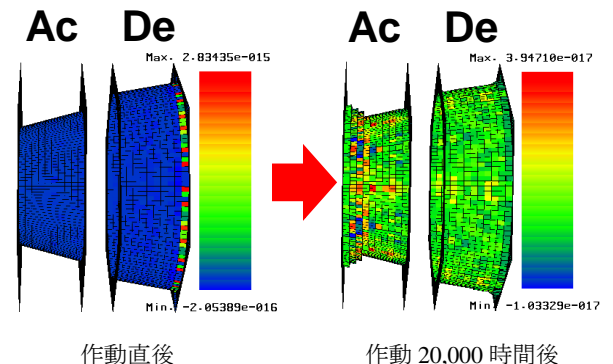 Ac De
Max. 2.83435e-015
Min. -2.05389e-016
作動直後
Ac De
Max. 3.94710e-017
Min. -1.03329e-017
作動 20,000 時間後